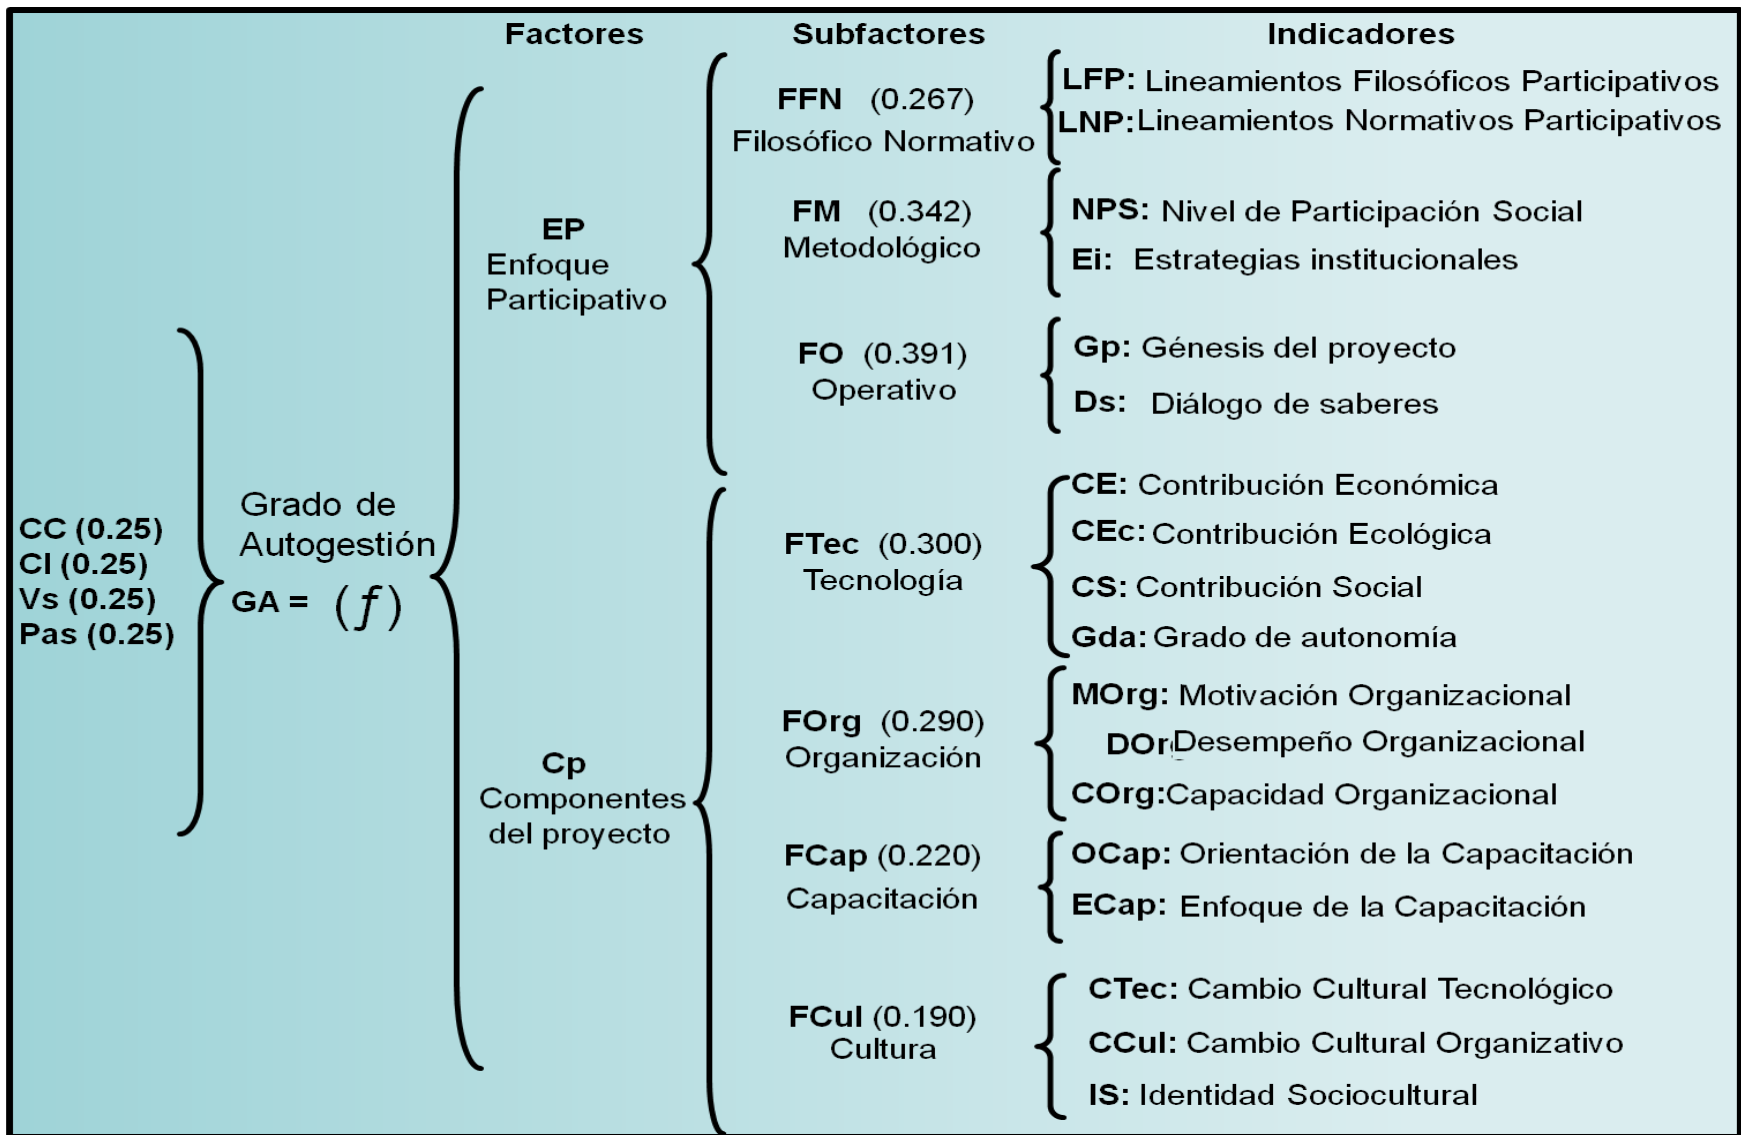 Factores Subfactores Indicadores
CC (0.25)
CI (0.25)
Vs (0.25)
Pas (0.25)
Grado de
Autogestión
GA = (f)
EP
Enfoque
Participativo
FFN (0.267)
Filosófico Normativo
LFP: Lineamientos Filosóficos Participativos
LNP: Lineamientos Normativos Participativos
FM (0.342)
Metodológico
NPS: Nivel de Participación Social
Ei: Estrategias institucionales
FO (0.391)
Operativo
Gp: Génesis del proyecto
Ds: Diálogo de saberes
Cp
Componentes
del proyecto
FTec (0.300)
Tecnología
CE: Contribución Económica
CEc: Contribución Ecológica
CS: Contribución Social
Gda: Grado de autonomía
FOrg (0.290)
Organización
MOrg: Motivación Organizacional
Desempeño Organizacional
COrg: Capacidad Organizacional
FCap (0.220)
Capacitación
OCap: Orientación de la Capacitación
ECap: Enfoque de la Capacitación
FCul (0.190)
Cultura
CTec: Cambio Cultural Tecnológico
CCul: Cambio Cultural Organizativo
IS: Identidad Sociocultural